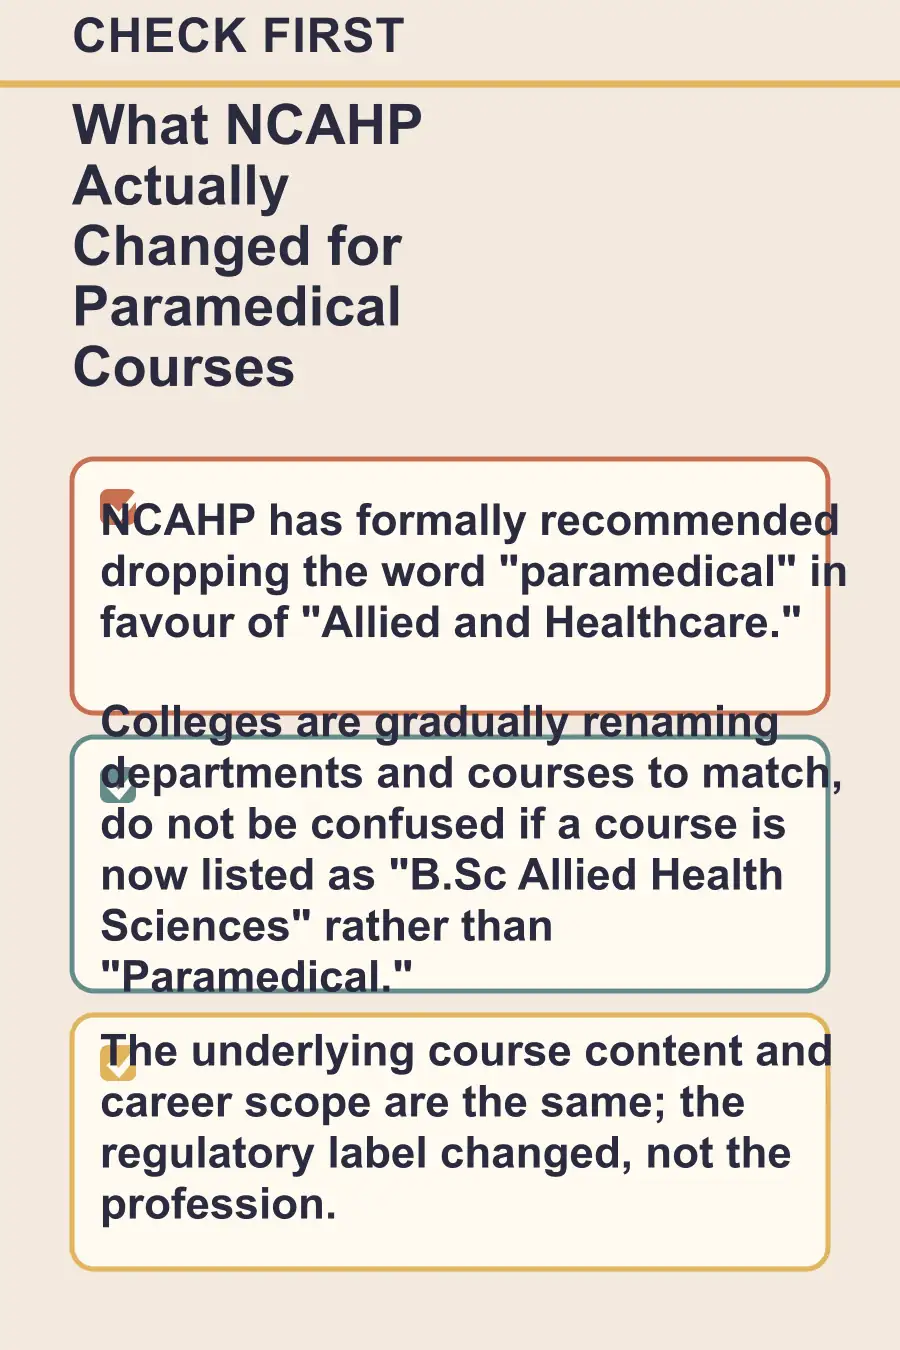 CHECK FIRST
What NCAHP
Actually
Changed for
Paramedical
Courses
NCAHP has formally recommended
dropping the word "paramedical" in
favour of "Allied and Healthcare."
Colleges are gradually renaming
departments and courses to match,
do not be confused if a course is
now listed as "B.Sc Allied Health
Sciences" rather than
"Paramedical."
The underlying course content and
career scope are the same; the
regulatory label changed, not the
profession.